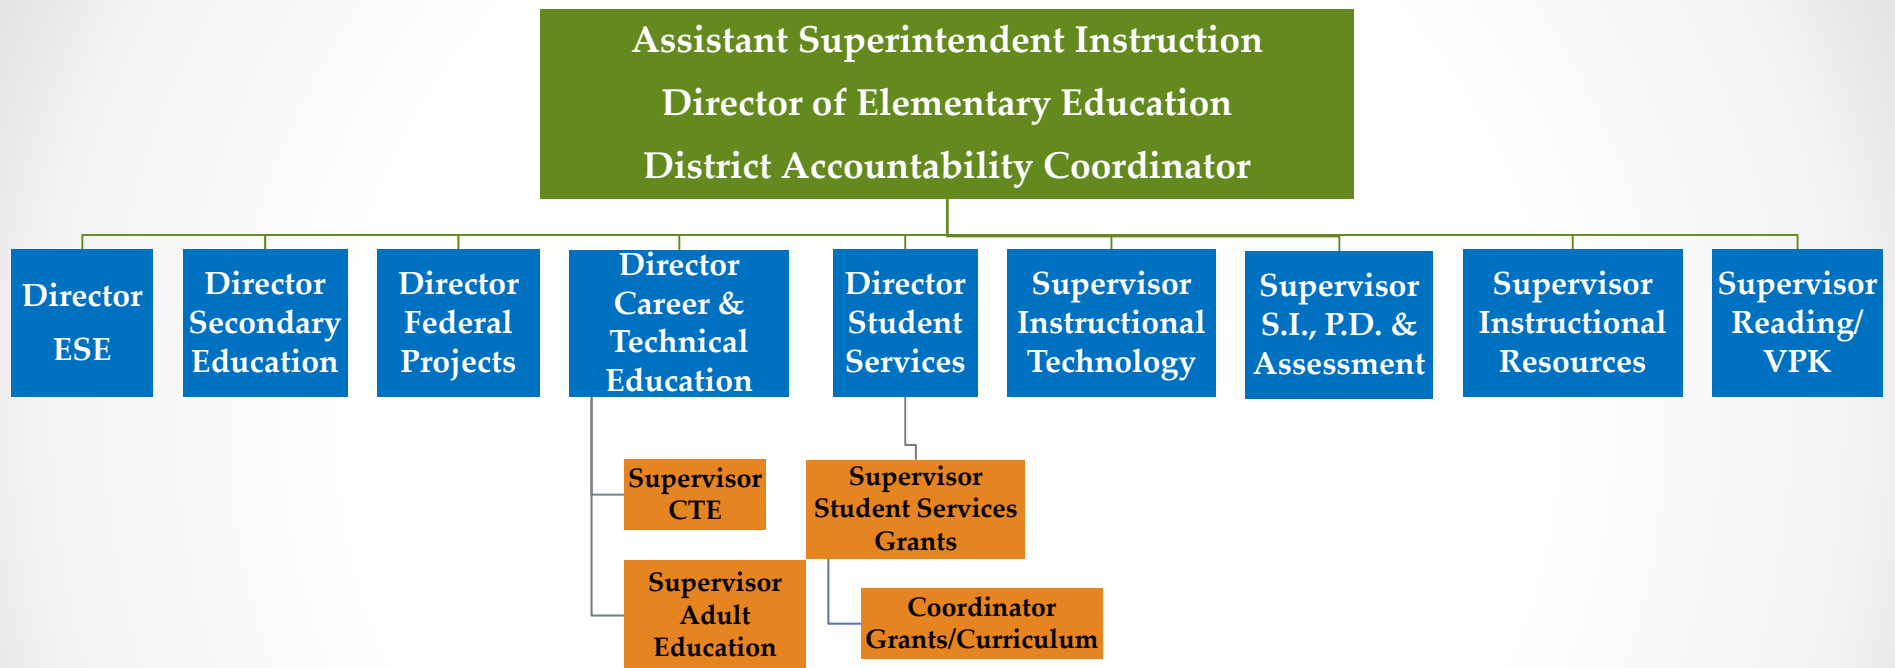 Assistant Superintendent Instruction
Director of Elementary Education
District Accountability Coordinator
Director
ESE
Director
Secondary
Education
Director
Federal
Projects
Director
Career &
Technical
Education
Director
Student
Services
Supervisor
Instructional
Technology
Supervisor
S.I., P.D. &
Assessment
Supervisor
Instructional
Resources
Supervisor
Reading/
VPK
Supervisor
CTE
Supervisor
Adult
Education
Supervisor
Student Services
Grants
Coordinator
Grants/Curriculum